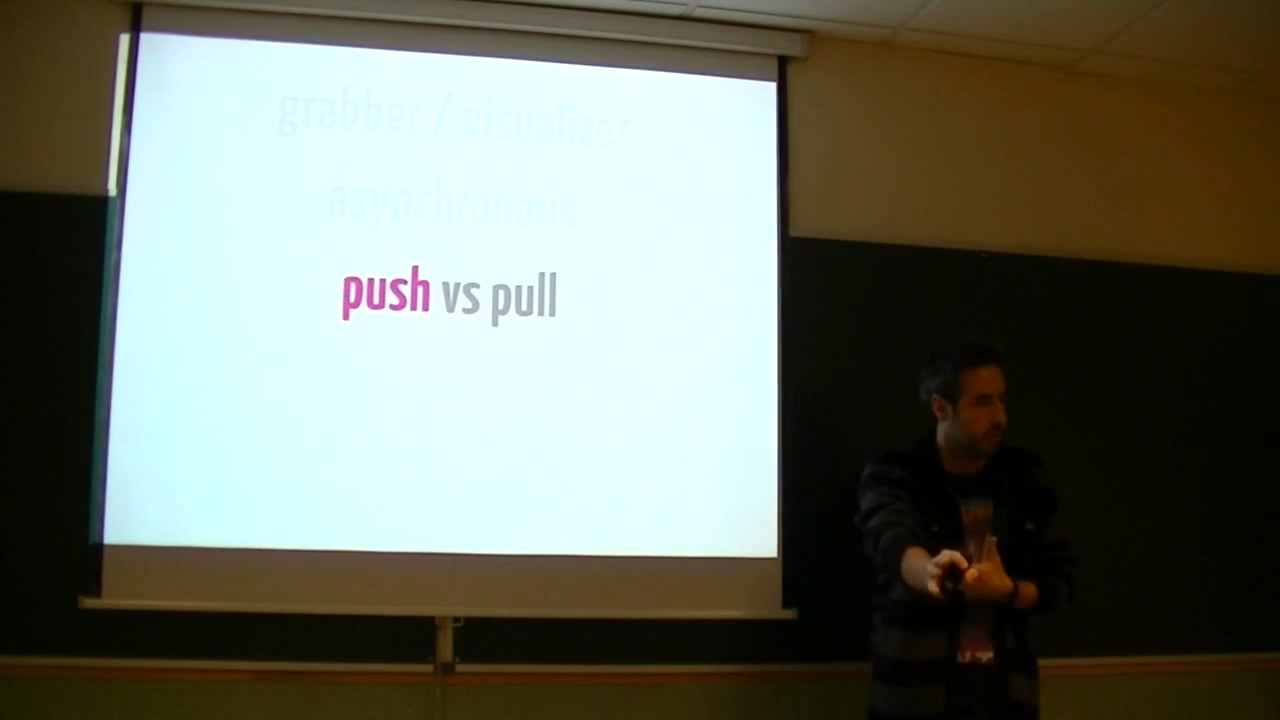 grabber / visualizer
asynchronous
push vs pull